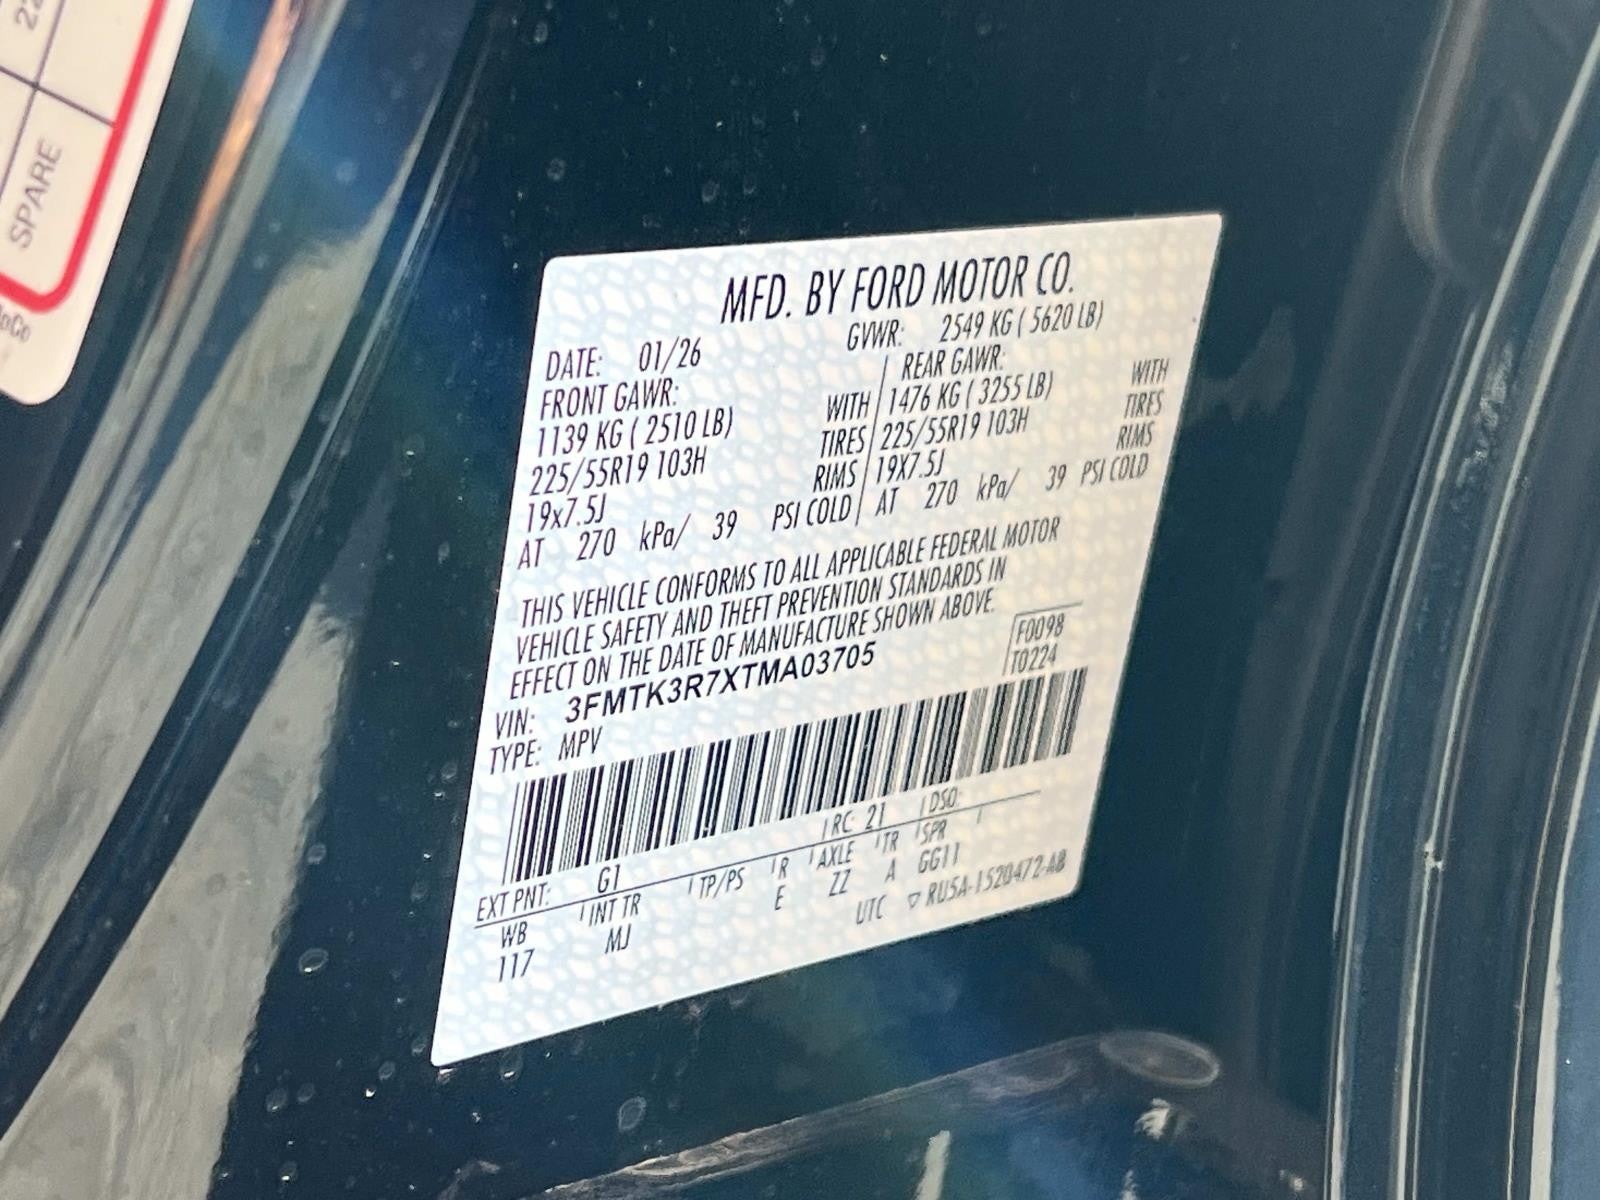 22
SPARE
MFD. BY FORD MOTOR CO.
DATE: 01/26
GVWR: 2549 KG ( 5620 LB)
FRONT GAWR:
REAR GAWR:
1139 KG ( 2510 LB) WITH
1476 KG ( 3255 LB) WITH
225/55R19 103H TIRES
225/55R19 103H TIRES
19x7.5J RIMS
19X7.5J RIMS
AT 270 kPa/ 39 PSI COLD
AT 270 kPa/ 39 PSI COLD
THIS VEHICLE CONFORMS TO ALL APPLICABLE FEDERAL MOTOR
VEHICLE SAFETY AND THEFT PREVENTION STANDARDS IN
EFFECT ON THE DATE OF MANUFACTURE SHOWN ABOVE.
F0098
T0224
VIN: 3FMTK3R7XTMA03705
TYPE: MPV
EXT PNT: G1 RC: 21 DSO:
WB INT TR TP/PS R AXLE TR SPR
117 MJ E ZZ A GG11
UTC ▽ RU5A-1520472-AB